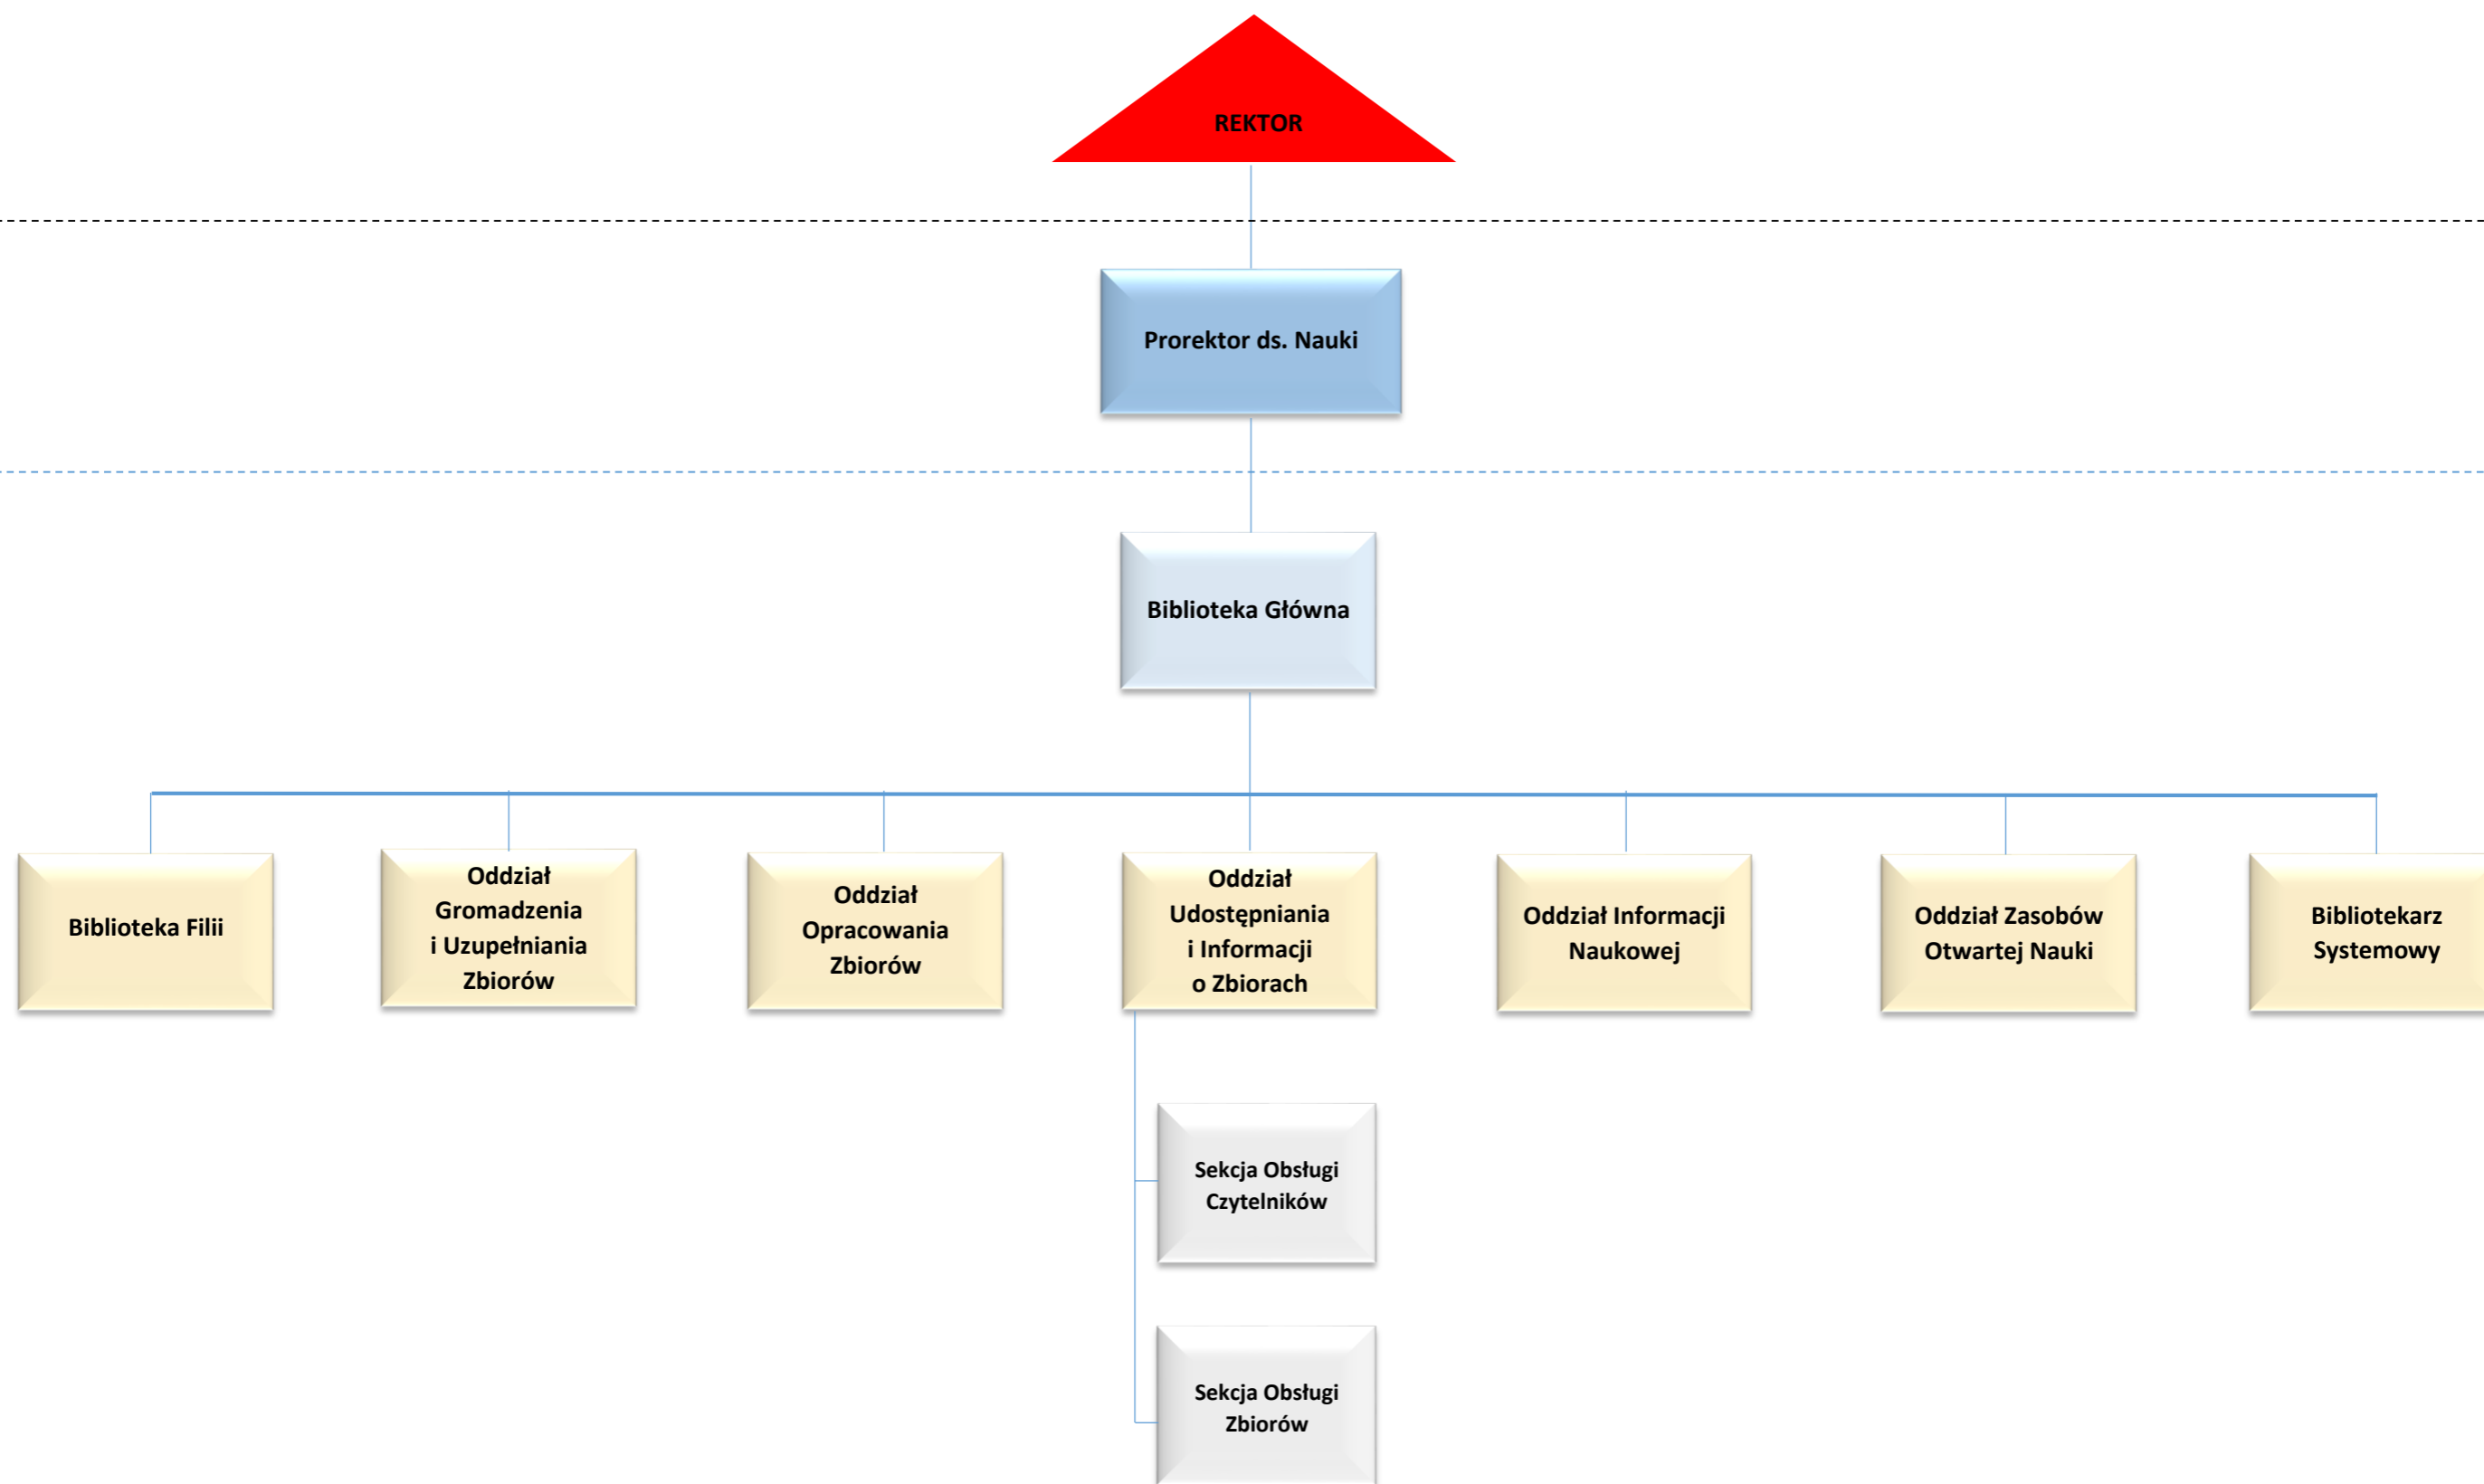 REKTOR
Prorektor ds. Nauki
Biblioteka Główna
Biblioteka Filii
Oddział
Gromadzenia
i Uzupełniania
Zbiorów
Oddział
Opracowania
Zbiorów
Oddział
Udostępniania
i Informacji
o Zbiorach
Oddział Informacji
Naukowej
Oddział Zasobów
Otwartej Nauki
Bibliotekarz
Systemowy
Sekcja Obsługi
Czytelników
Sekcja Obsługi
Zbiorów